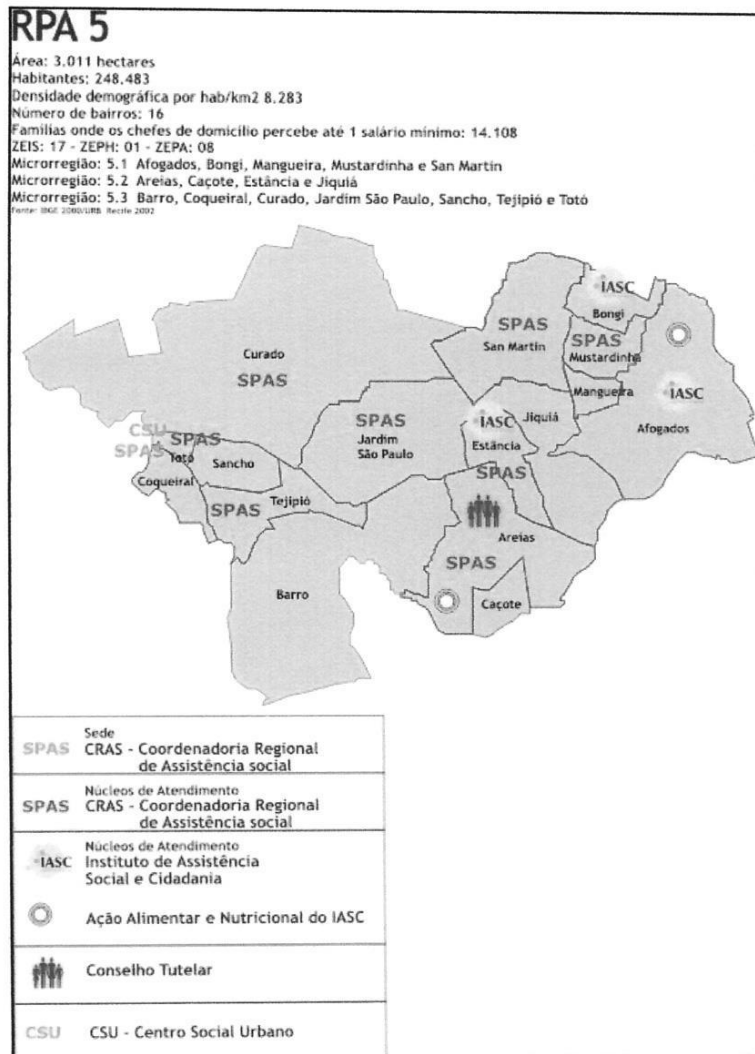 RPA 5
Área: 3.011 hectares
Habitantes: 248.483
Densidade demográfica por hab/km2 8.283
Número de bairros: 16
Famílias onde os chefes de domicílio percebe até 1 salário mínimo: 14.108
ZEIS: 17 - ZEPH: 01 - ZEPA: 08
Microrregião: 5.1 Afogados, Bongi, Mangueira, Mustardinha e San Martin
Microrregião: 5.2 Areias, Caçote, Estância e Jiquiá
Microrregião: 5.3 Barro, Coqueiral, Curado, Jardim São Paulo, Sancho, Tejipió e Totó
Fonte: IBGE 2000/URB Recife 2002
IASC
Bongi
SPAS
San Martin
SPAS
Mustardinha
Curado
SPAS
Mangueira
IASC
Afogados
SPAS
Jardim
São Paulo
IASC
Estância
Jiquiá
CSU
SPAS
SPAS
Totó
Sancho
Coqueiral
SPAS
Tejipió
SPAS
Areias
SPAS
Barro
Caçote
Sede
SPAS CRAS - Coordenadoria Regional
de Assistência social
Núcleos de Atendimento
SPAS CRAS - Coordenadoria Regional
de Assistência social
Núcleos de Atendimento
IASC Instituto de Assistência
Social e Cidadania
Ação Alimentar e Nutricional do IASC
Conselho Tutelar
CSU CSU - Centro Social Urbano